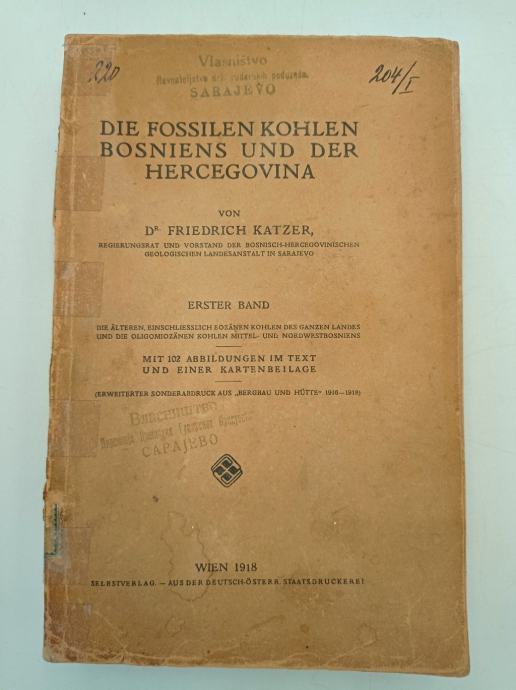 220
204/I
Vlasništvo
SARAJEVO
DIE FOSSILEN KOHLEN
BOSNIENS UND DER
HERCEGOVINA
VON
DR. FRIEDRICH KATZER,
REGIERUNGSRAT UND VORSTAND DER BOSNISCH-HERCEGOVINISCHEN
GEOLOGISCHEN LANDESANSTALT IN SARAJEVO
ERSTER BAND
DIE ÄLTEREN, EINSCHLIESSLICH EOZÄNEN KOHLEN DES GANZEN LANDES
UND DIE OLIGOMIOZÄNEN KOHLEN MITTEL- UND NORDWESTBOSNIENS
MIT 102 ABBILDUNGEN IM TEXT
UND EINER KARTENBEILAGE
(ERWEITERTER SONDERABDRUCK AUS „BERGBAU UND HÜTTE“ 1916—1918)
САРАЈЕВО
WIEN 1918
SELBSTVERLAG. — AUS DER DEUTSCH-ÖSTERR. STAATSDRUCKEREI